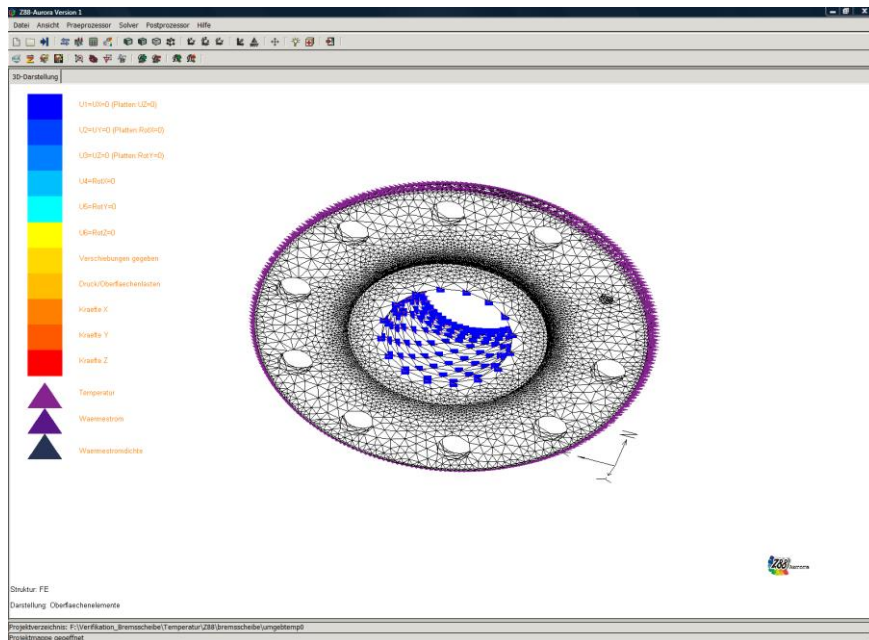 Z88-Aurora Version 1
Datei Ansicht Praeprozessor Solver Postprozessor Hilfe
3D-Darstellung
U1=UX=0 (Platten:UZ=0)
U2=UY=0 (Platten:RotX=0)
U3=UZ=0 (Platten:RotY=0)
U4=RotX=0
U5=RotY=0
U6=RotZ=0
Verschiebungen gegeben
Druck/Oberflaechenlasten
Kraefte X
Kraefte Y
Kraefte Z
Temperatur
Waermestrom
Waermestromdichte
Z
Y
Z88 Aurora
Struktur: FE
Darstellung: Oberflaechenelemente
Projektverzeichnis: F:\Verifikation_Bremsscheibe\Temperatur\Z88\bremsscheibe\umgebtemp0
Projektmappe geoeffnet